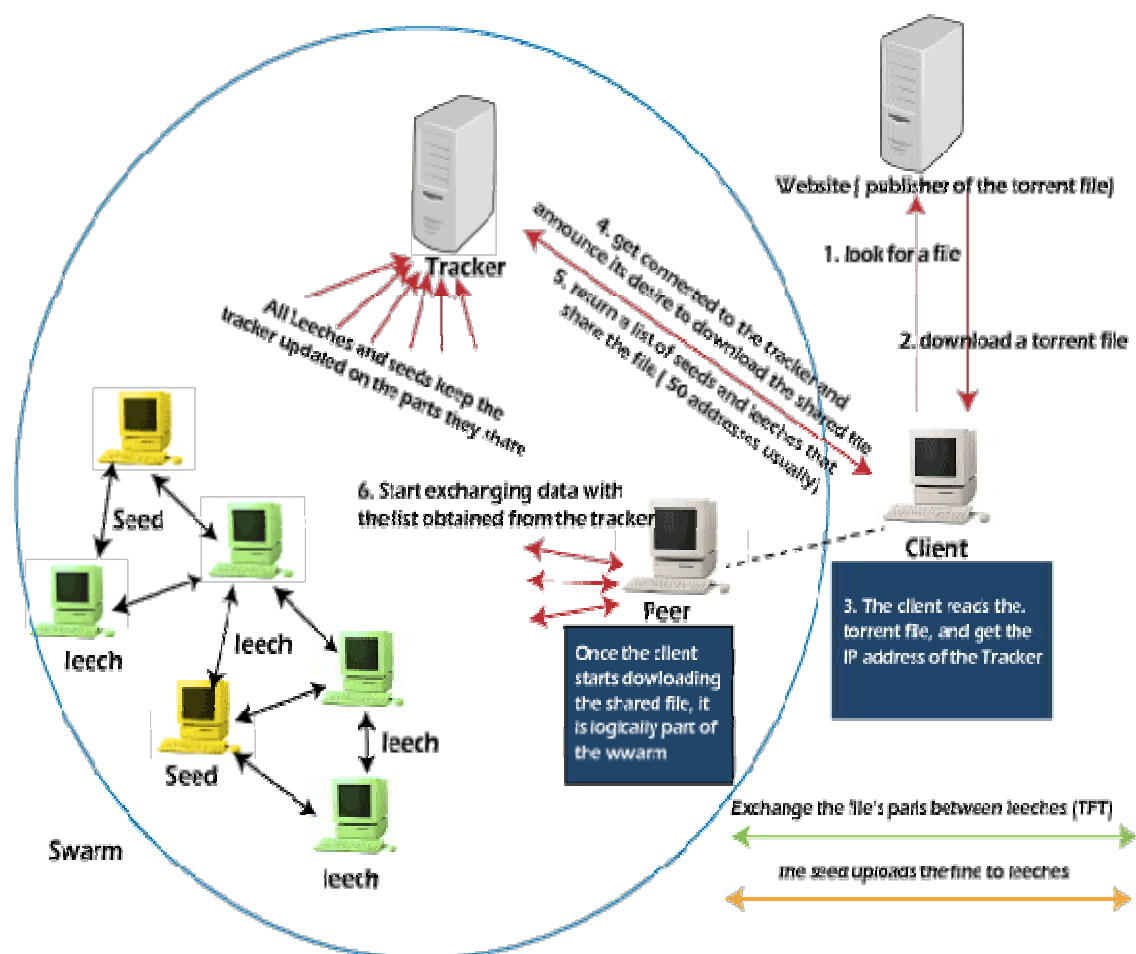 Website ( publisher of the torrent file)
1. look for a file
2. download a torrent file
Tracker
4. get connected to the tracker and
announce its desire to download the shared file
5. return a list of seeds and leeches that
share the file ( 50 addresses usually)
All Leeches and seeds keep the
tracker updated on the parts they share
Client
3. The client reads the.
torrent file, and get the
IP address of the Tracker
6. Start exchanging data with
the list obtained from the tracker
Peer
Once the client
starts dowloading
the shared file, it
is logically part of
the wwarm
Seed
leech
leech
Seed
leech
leech
Swarm
Exchange the file's parts between leeches (TFT)
The seed uploads the fine to leeches